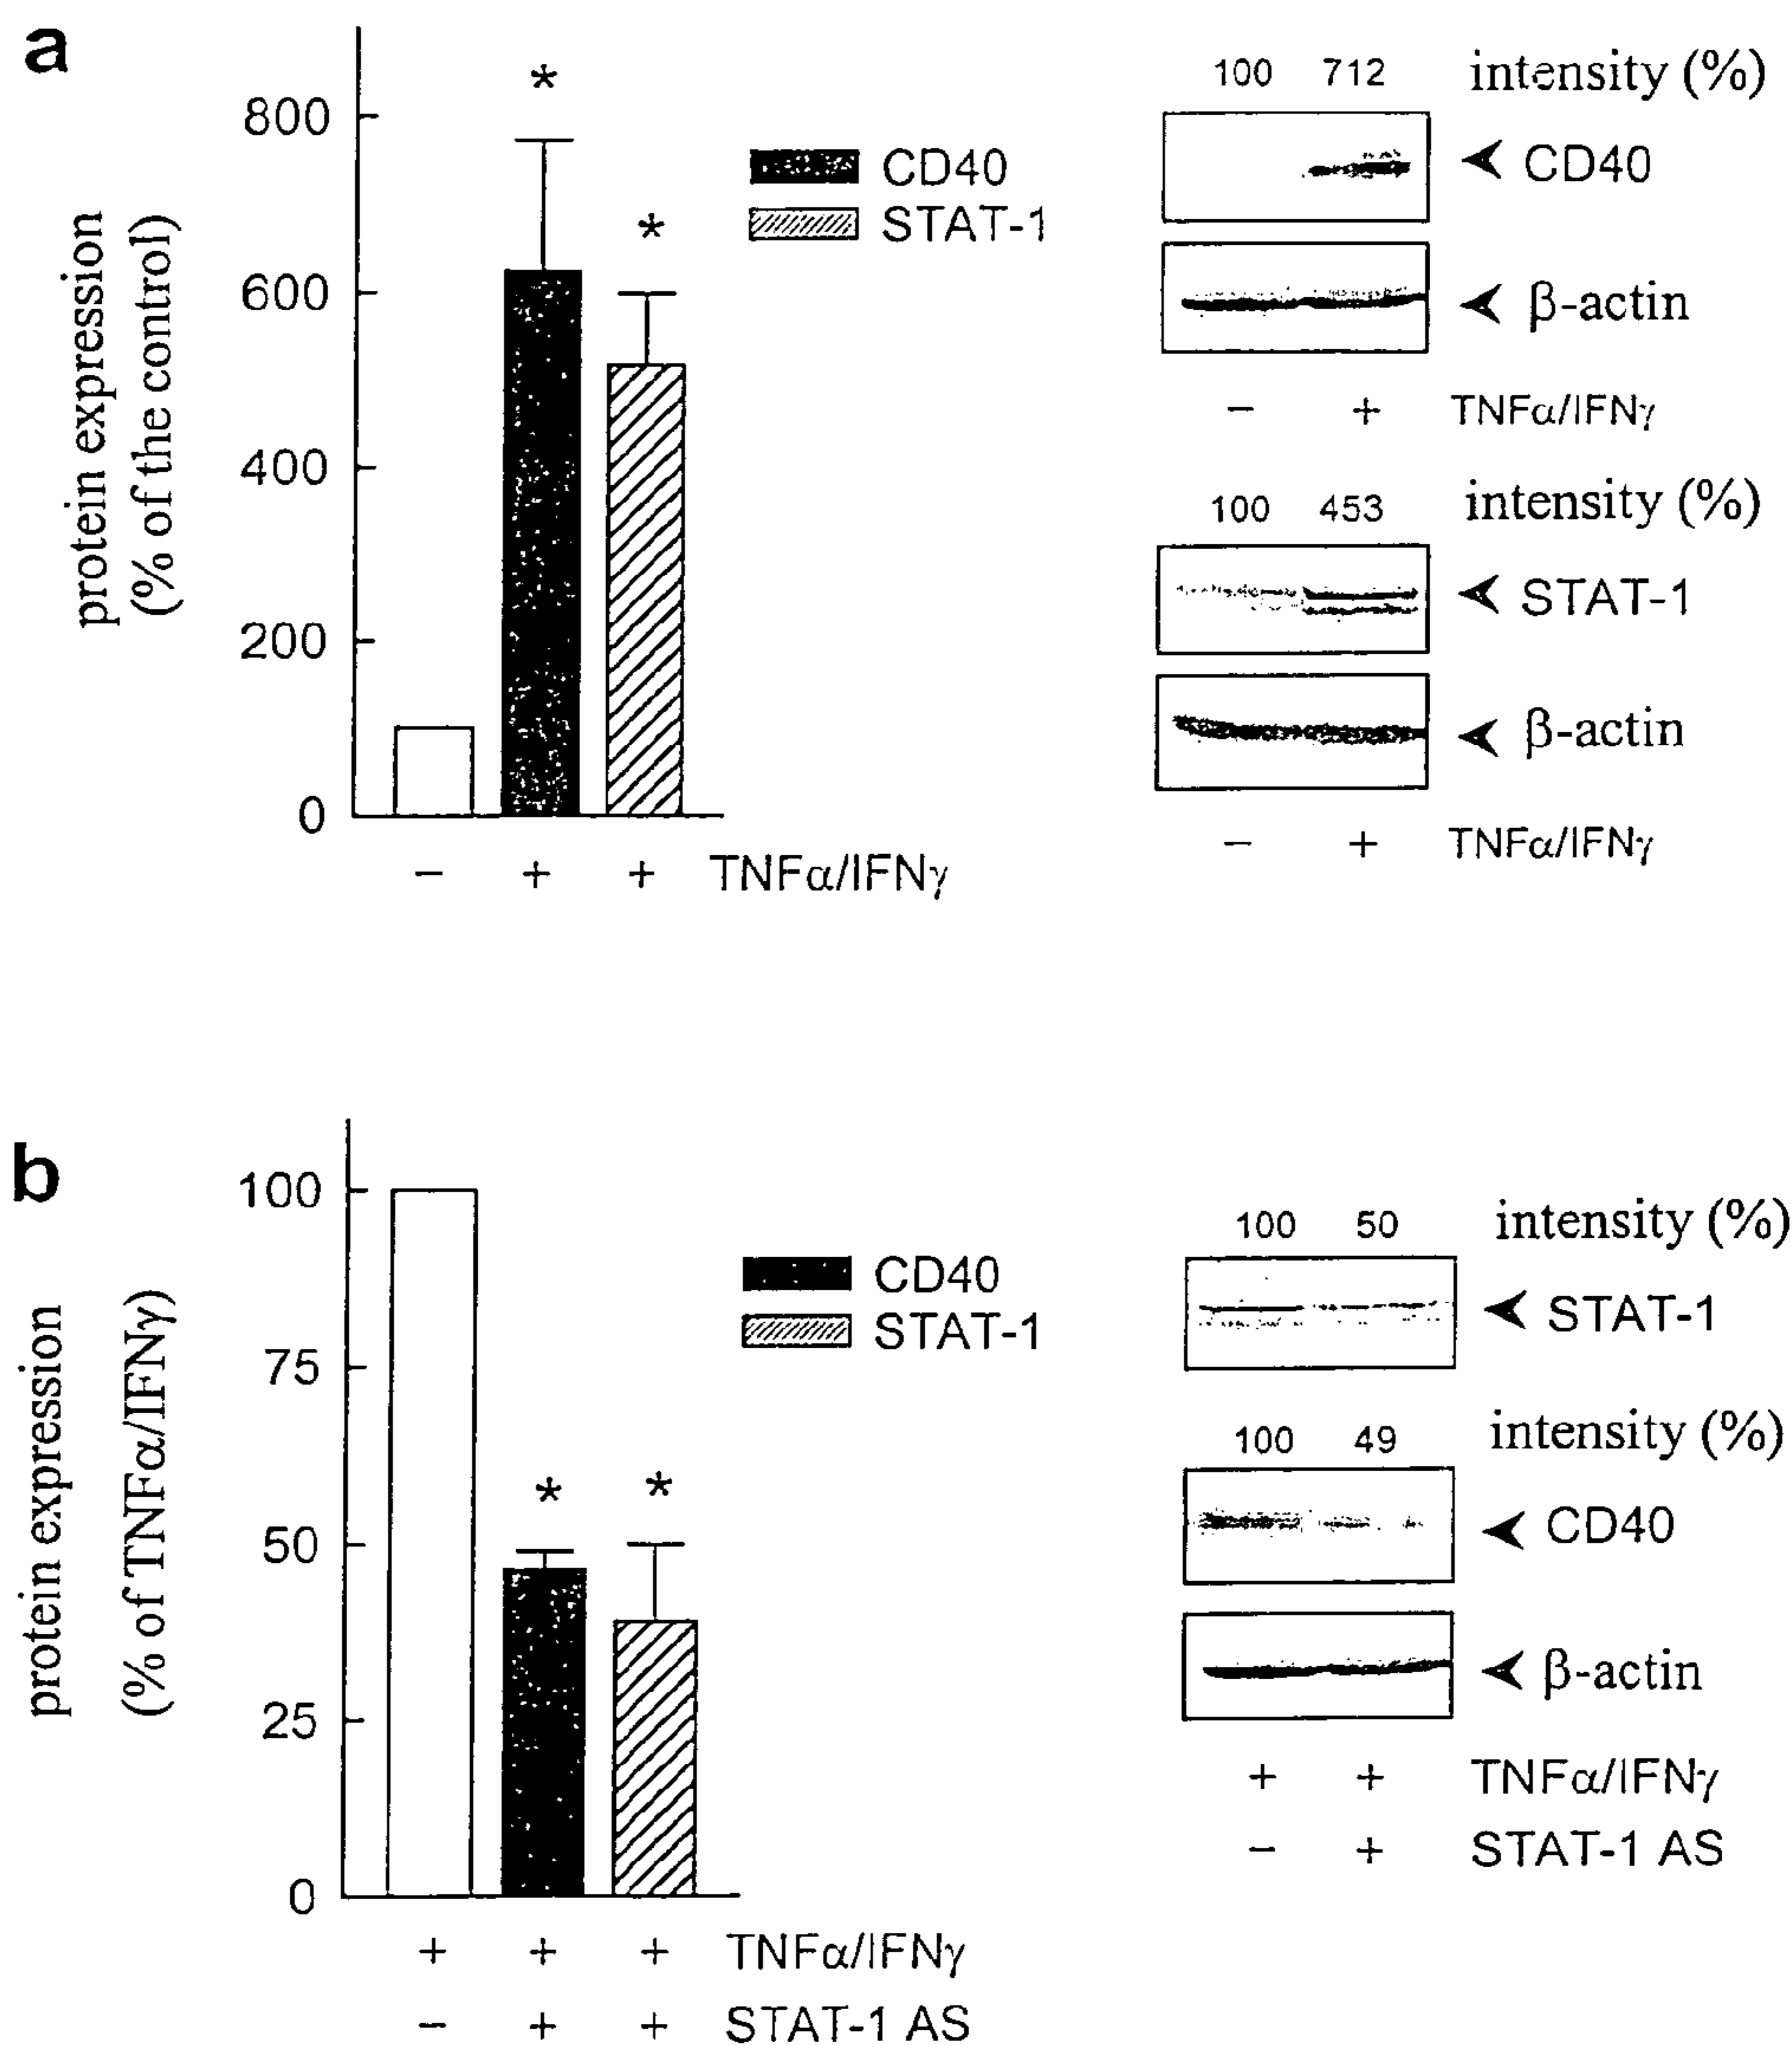 a
*
*
800
600
400
200
0
protein expression
(% of the control)
CD40
STAT-1
− + + TNFα/IFNγ
100 712 intensity (%)
CD40
β-actin
− + TNFα/IFNγ
100 453 intensity (%)
STAT-1
β-actin
− + TNFα/IFNγ
b
100
75
50
25
0
protein expression
(% of TNFα/IFNγ)
CD40
STAT-1
*
*
+ + + TNFα/IFNγ
− + + STAT-1 AS
100 50 intensity (%)
STAT-1
100 49 intensity (%)
CD40
β-actin
+ + TNFα/IFNγ
− + STAT-1 AS